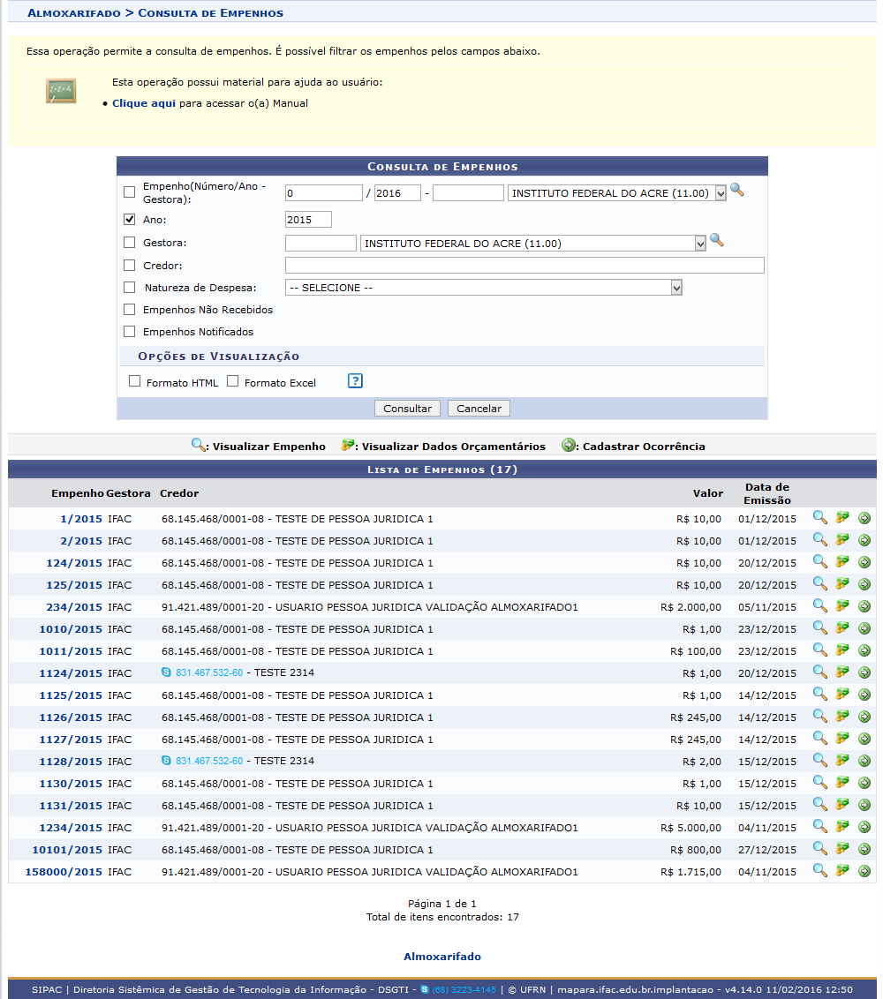 Almoxarifado > Consulta de Empenhos
Essa operação permite a consulta de empenhos. É possível filtrar os empenhos pelos campos abaixo.
2+2=4
Esta operação possui material para ajuda ao usuário:
• Clique aqui para acessar o(a) Manual
Consulta de Empenhos
Empenho(Número/Ano - Gestora): 0 / 2016 - INSTITUTO FEDERAL DO ACRE (11.00)
Ano: 2015
Gestora: INSTITUTO FEDERAL DO ACRE (11.00)
Credor:
Natureza de Despesa: -- SELECIONE --
Empenhos Não Recebidos
Empenhos Notificados
Opções de Visualização
Formato HTML Formato Excel ?
Consultar Cancelar
: Visualizar Empenho : Visualizar Dados Orçamentários : Cadastrar Ocorrência
Lista de Empenhos (17)
Empenho Gestora Credor Valor Data de Emissão
1/2015 IFAC 68.145.468/0001-08 - TESTE DE PESSOA JURIDICA 1 R$ 10,00 01/12/2015
2/2015 IFAC 68.145.468/0001-08 - TESTE DE PESSOA JURIDICA 1 R$ 10,00 01/12/2015
124/2015 IFAC 68.145.468/0001-08 - TESTE DE PESSOA JURIDICA 1 R$ 10,00 20/12/2015
125/2015 IFAC 68.145.468/0001-08 - TESTE DE PESSOA JURIDICA 1 R$ 10,00 20/12/2015
234/2015 IFAC 91.421.489/0001-20 - USUARIO PESSOA JURIDICA VALIDAÇÃO ALMOXARIFADO1 R$ 2.000,00 05/11/2015
1010/2015 IFAC 68.145.468/0001-08 - TESTE DE PESSOA JURIDICA 1 R$ 1,00 23/12/2015
1011/2015 IFAC 68.145.468/0001-08 - TESTE DE PESSOA JURIDICA 1 R$ 100,00 23/12/2015
1124/2015 IFAC 831.467.532-60 - TESTE 2314 R$ 1,00 20/12/2015
1125/2015 IFAC 68.145.468/0001-08 - TESTE DE PESSOA JURIDICA 1 R$ 1,00 14/12/2015
1126/2015 IFAC 68.145.468/0001-08 - TESTE DE PESSOA JURIDICA 1 R$ 245,00 14/12/2015
1127/2015 IFAC 68.145.468/0001-08 - TESTE DE PESSOA JURIDICA 1 R$ 245,00 14/12/2015
1128/2015 IFAC 831.467.532-60 - TESTE 2314 R$ 2,00 15/12/2015
1130/2015 IFAC 68.145.468/0001-08 - TESTE DE PESSOA JURIDICA 1 R$ 1,00 15/12/2015
1131/2015 IFAC 68.145.468/0001-08 - TESTE DE PESSOA JURIDICA 1 R$ 10,00 15/12/2015
1234/2015 IFAC 91.421.489/0001-20 - USUARIO PESSOA JURIDICA VALIDAÇÃO ALMOXARIFADO1 R$ 5.000,00 04/11/2015
10101/2015 IFAC 68.145.468/0001-08 - TESTE DE PESSOA JURIDICA 1 R$ 800,00 27/12/2015
158000/2015 IFAC 91.421.489/0001-20 - USUARIO PESSOA JURIDICA VALIDAÇÃO ALMOXARIFADO1 R$ 1.715,00 04/11/2015
Página 1 de 1
Total de itens encontrados: 17
Almoxarifado
SIPAC | Diretoria Sistêmica de Gestão de Tecnologia da Informação - DSGTI - (68) 3223-4145 | © UFRN | mapara.ifac.edu.br.implantacao - v4.14.0 11/02/2016 12:50